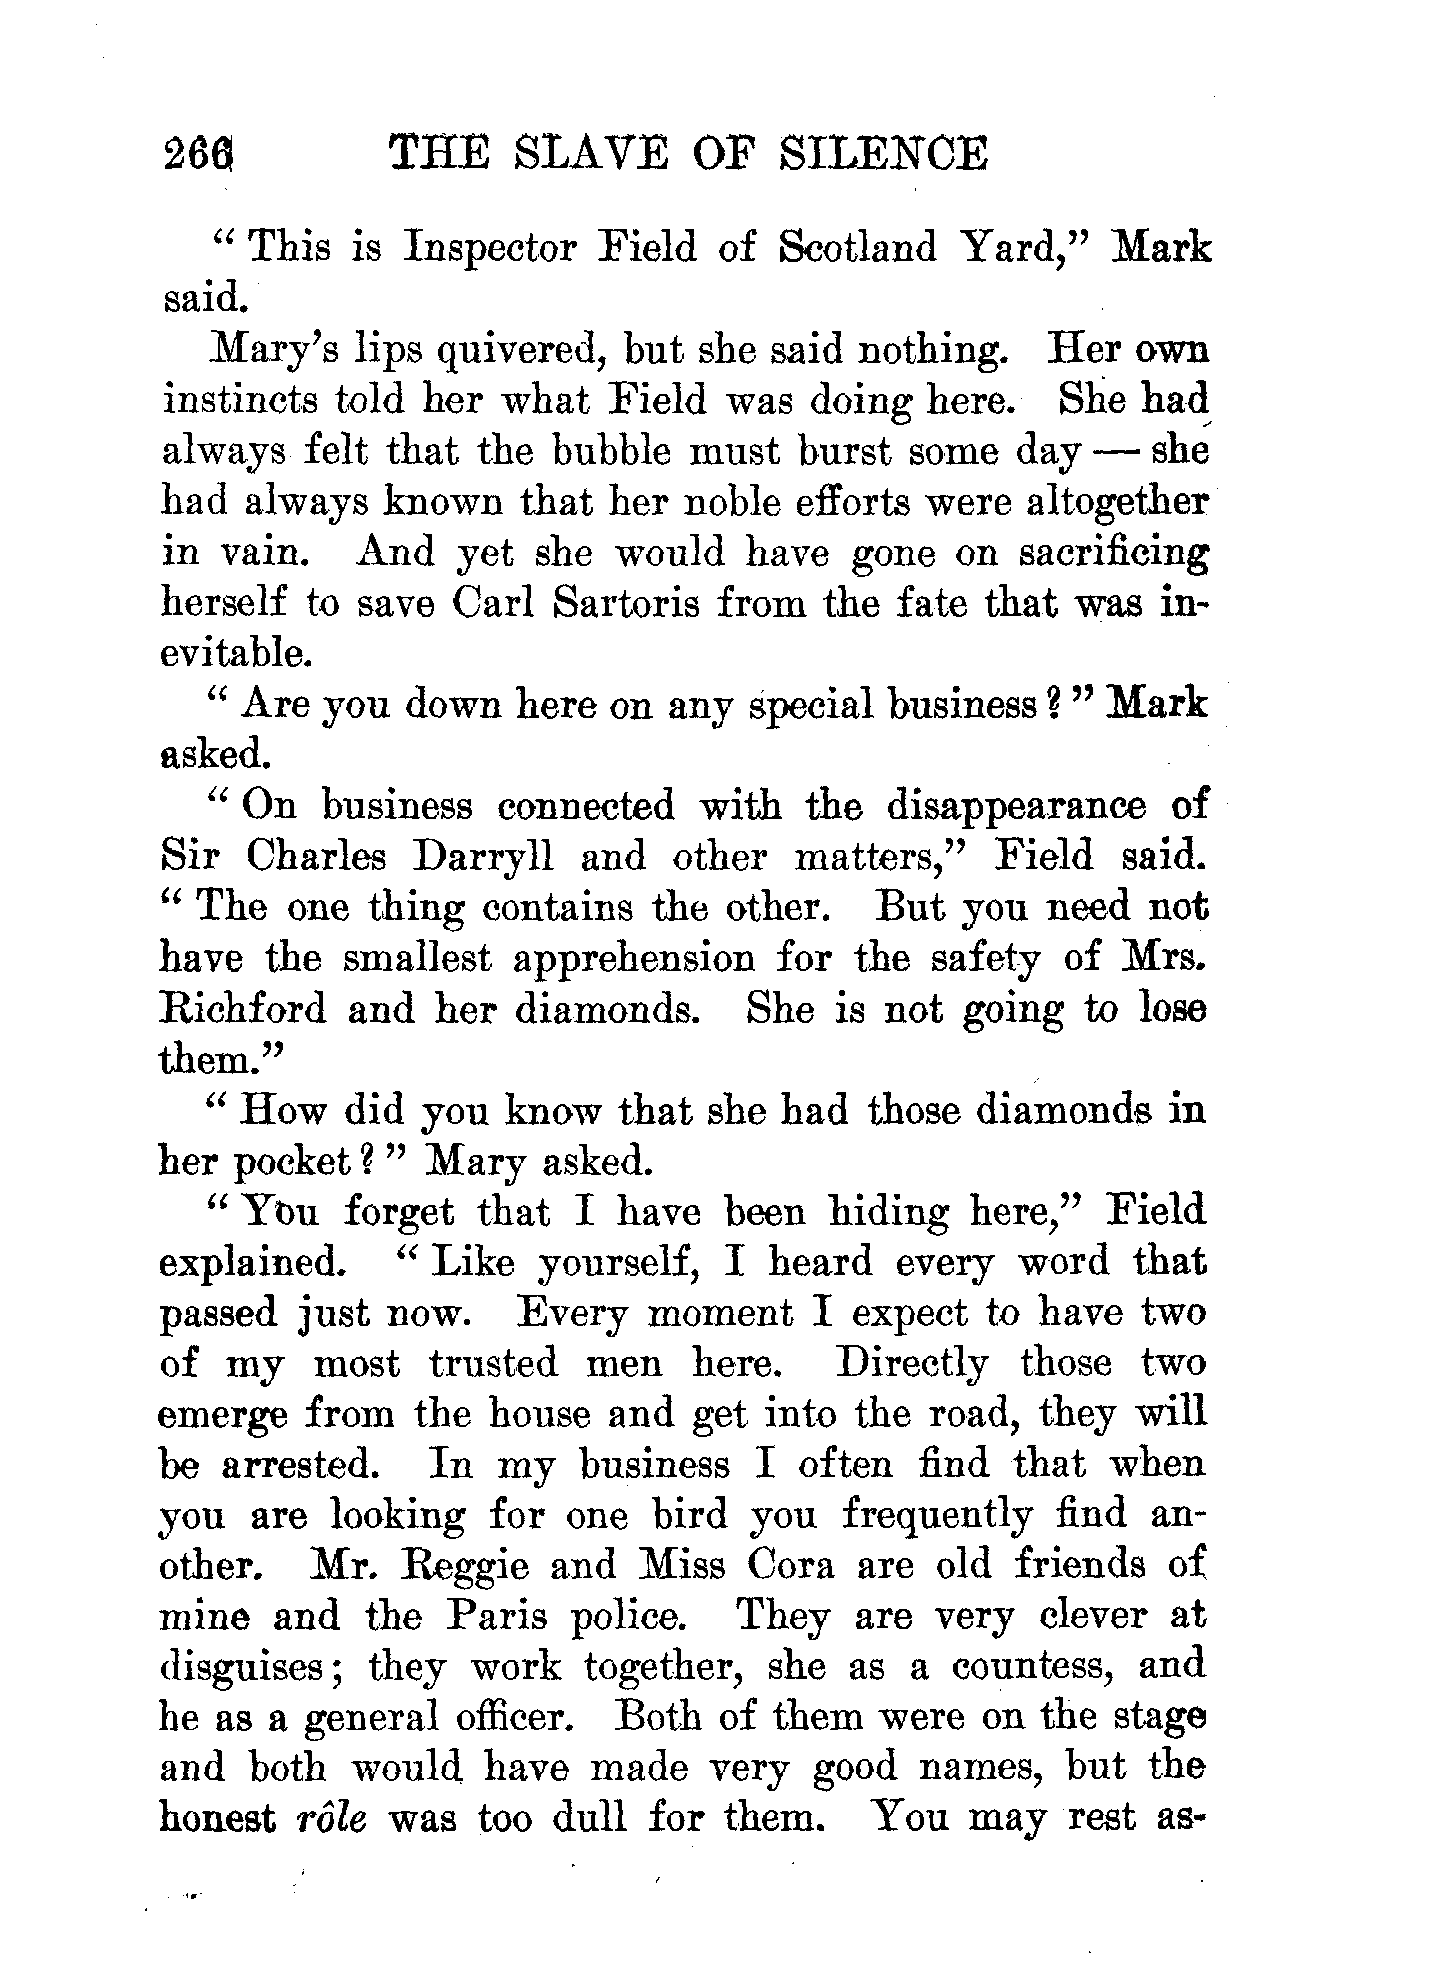 266 THE SLAVE OF SILENCE
“ This is Inspector Field of Scotland Yard,” Mark
said.
Mary’s lips quivered, but she said nothing. Her own
instincts told her what Field was doing here. She had
always felt that the bubble must burst some day — she
had always known that her noble efforts were altogether
in vain. And yet she would have gone on sacrificing
herself to save Carl Sartoris from the fate that was in-
evitable.
“ Are you down here on any special business ? ” Mark
asked.
“ On business connected with the disappearance of
Sir Charles Darryll and other matters,” Field said.
“ The one thing contains the other. But you need not
have the smallest apprehension for the safety of Mrs.
Richford and her diamonds. She is not going to lose
them.”
“ How did you know that she had those diamonds in
her pocket ? ” Mary asked.
“ You forget that I have been hiding here,” Field
explained. “ Like yourself, I heard every word that
passed just now. Every moment I expect to have two
of my most trusted men here. Directly those two
emerge from the house and get into the road, they will
be arrested. In my business I often find that when
you are looking for one bird you frequently find an-
other. Mr. Reggie and Miss Cora are old friends of
mine and the Paris police. They are very clever at
disguises ; they work together, she as a countess, and
he as a general officer. Both of them were on the stage
and both would have made very good names, but the
honest rôle was too dull for them. You may rest as-